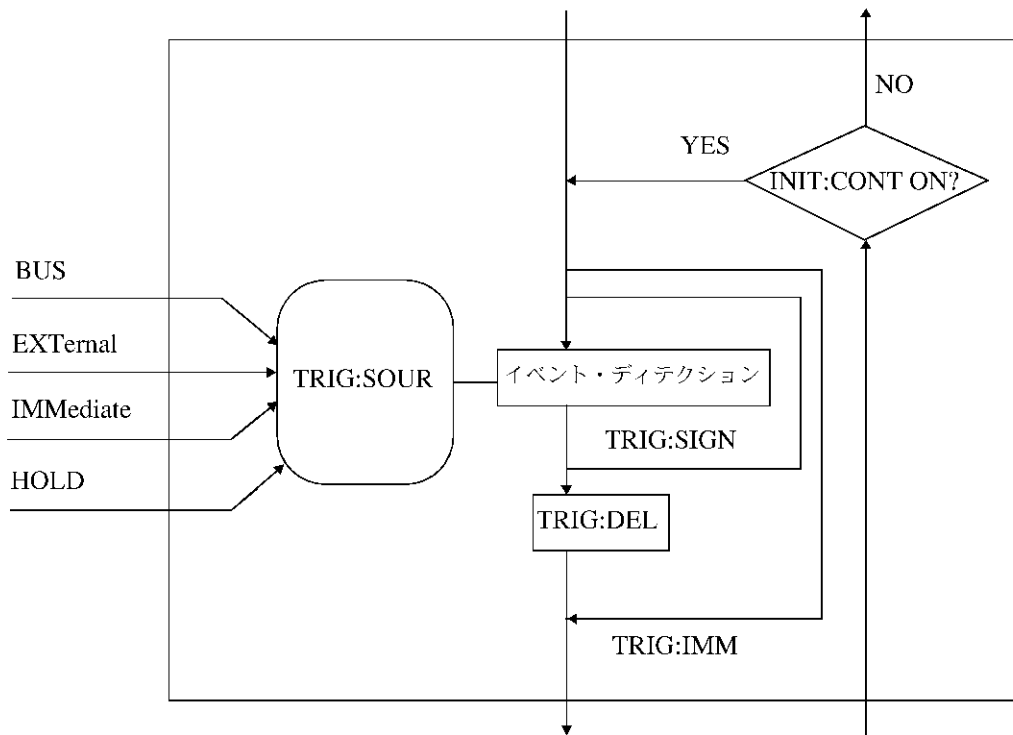 NO
YES
INIT:CONT ON?
BUS
EXTernal
IMMediate
HOLD
TRIG:SOUR
イベント・ディテクション
TRIG:SIGN
TRIG:DEL
TRIG:IMM